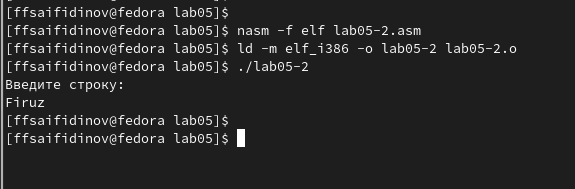 [ffsaifidinov@fedora lab05]$
[ffsaifidinov@fedora lab05]$ nasm -f elf lab05-2.asm
[ffsaifidinov@fedora lab05]$ ld -m elf_i386 -o lab05-2 lab05-2.o
[ffsaifidinov@fedora lab05]$ ./lab05-2
Введите строку:
Firuz
[ffsaifidinov@fedora lab05]$
[ffsaifidinov@fedora lab05]$